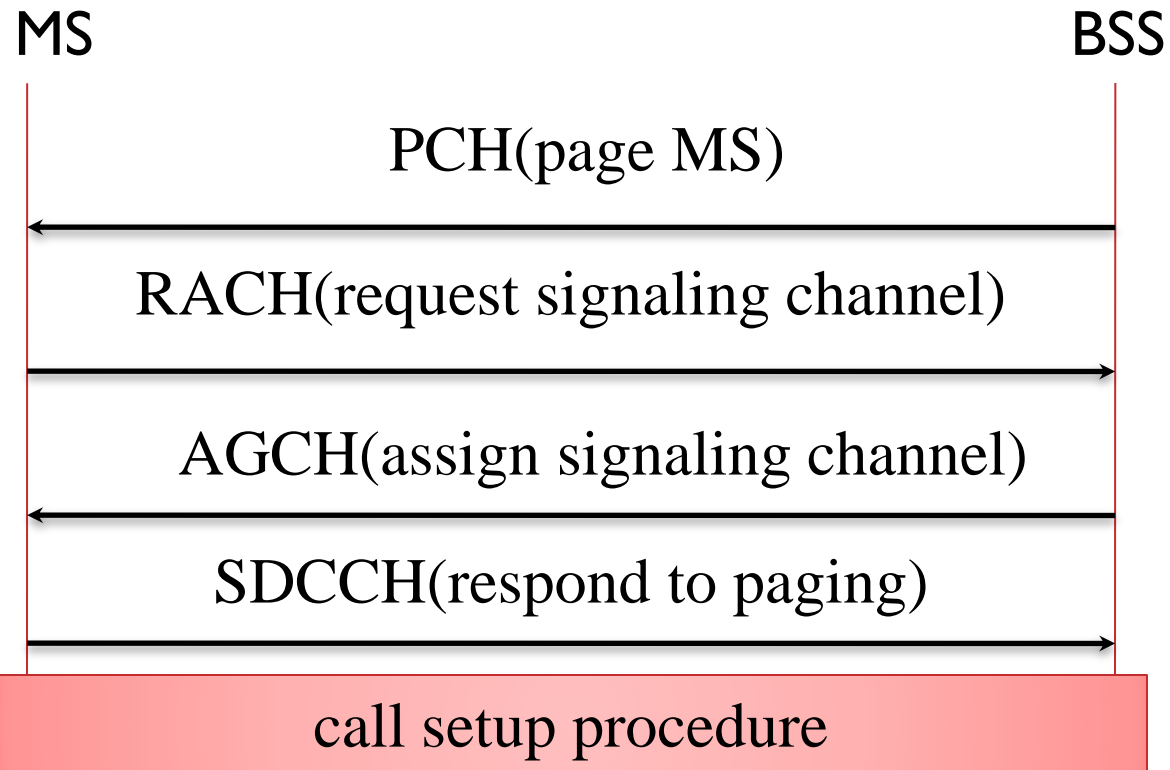 MS
BSS
PCH(page MS)
RACH(request signaling channel)
AGCH(assign signaling channel)
SDCCH(respond to paging)
call setup procedure